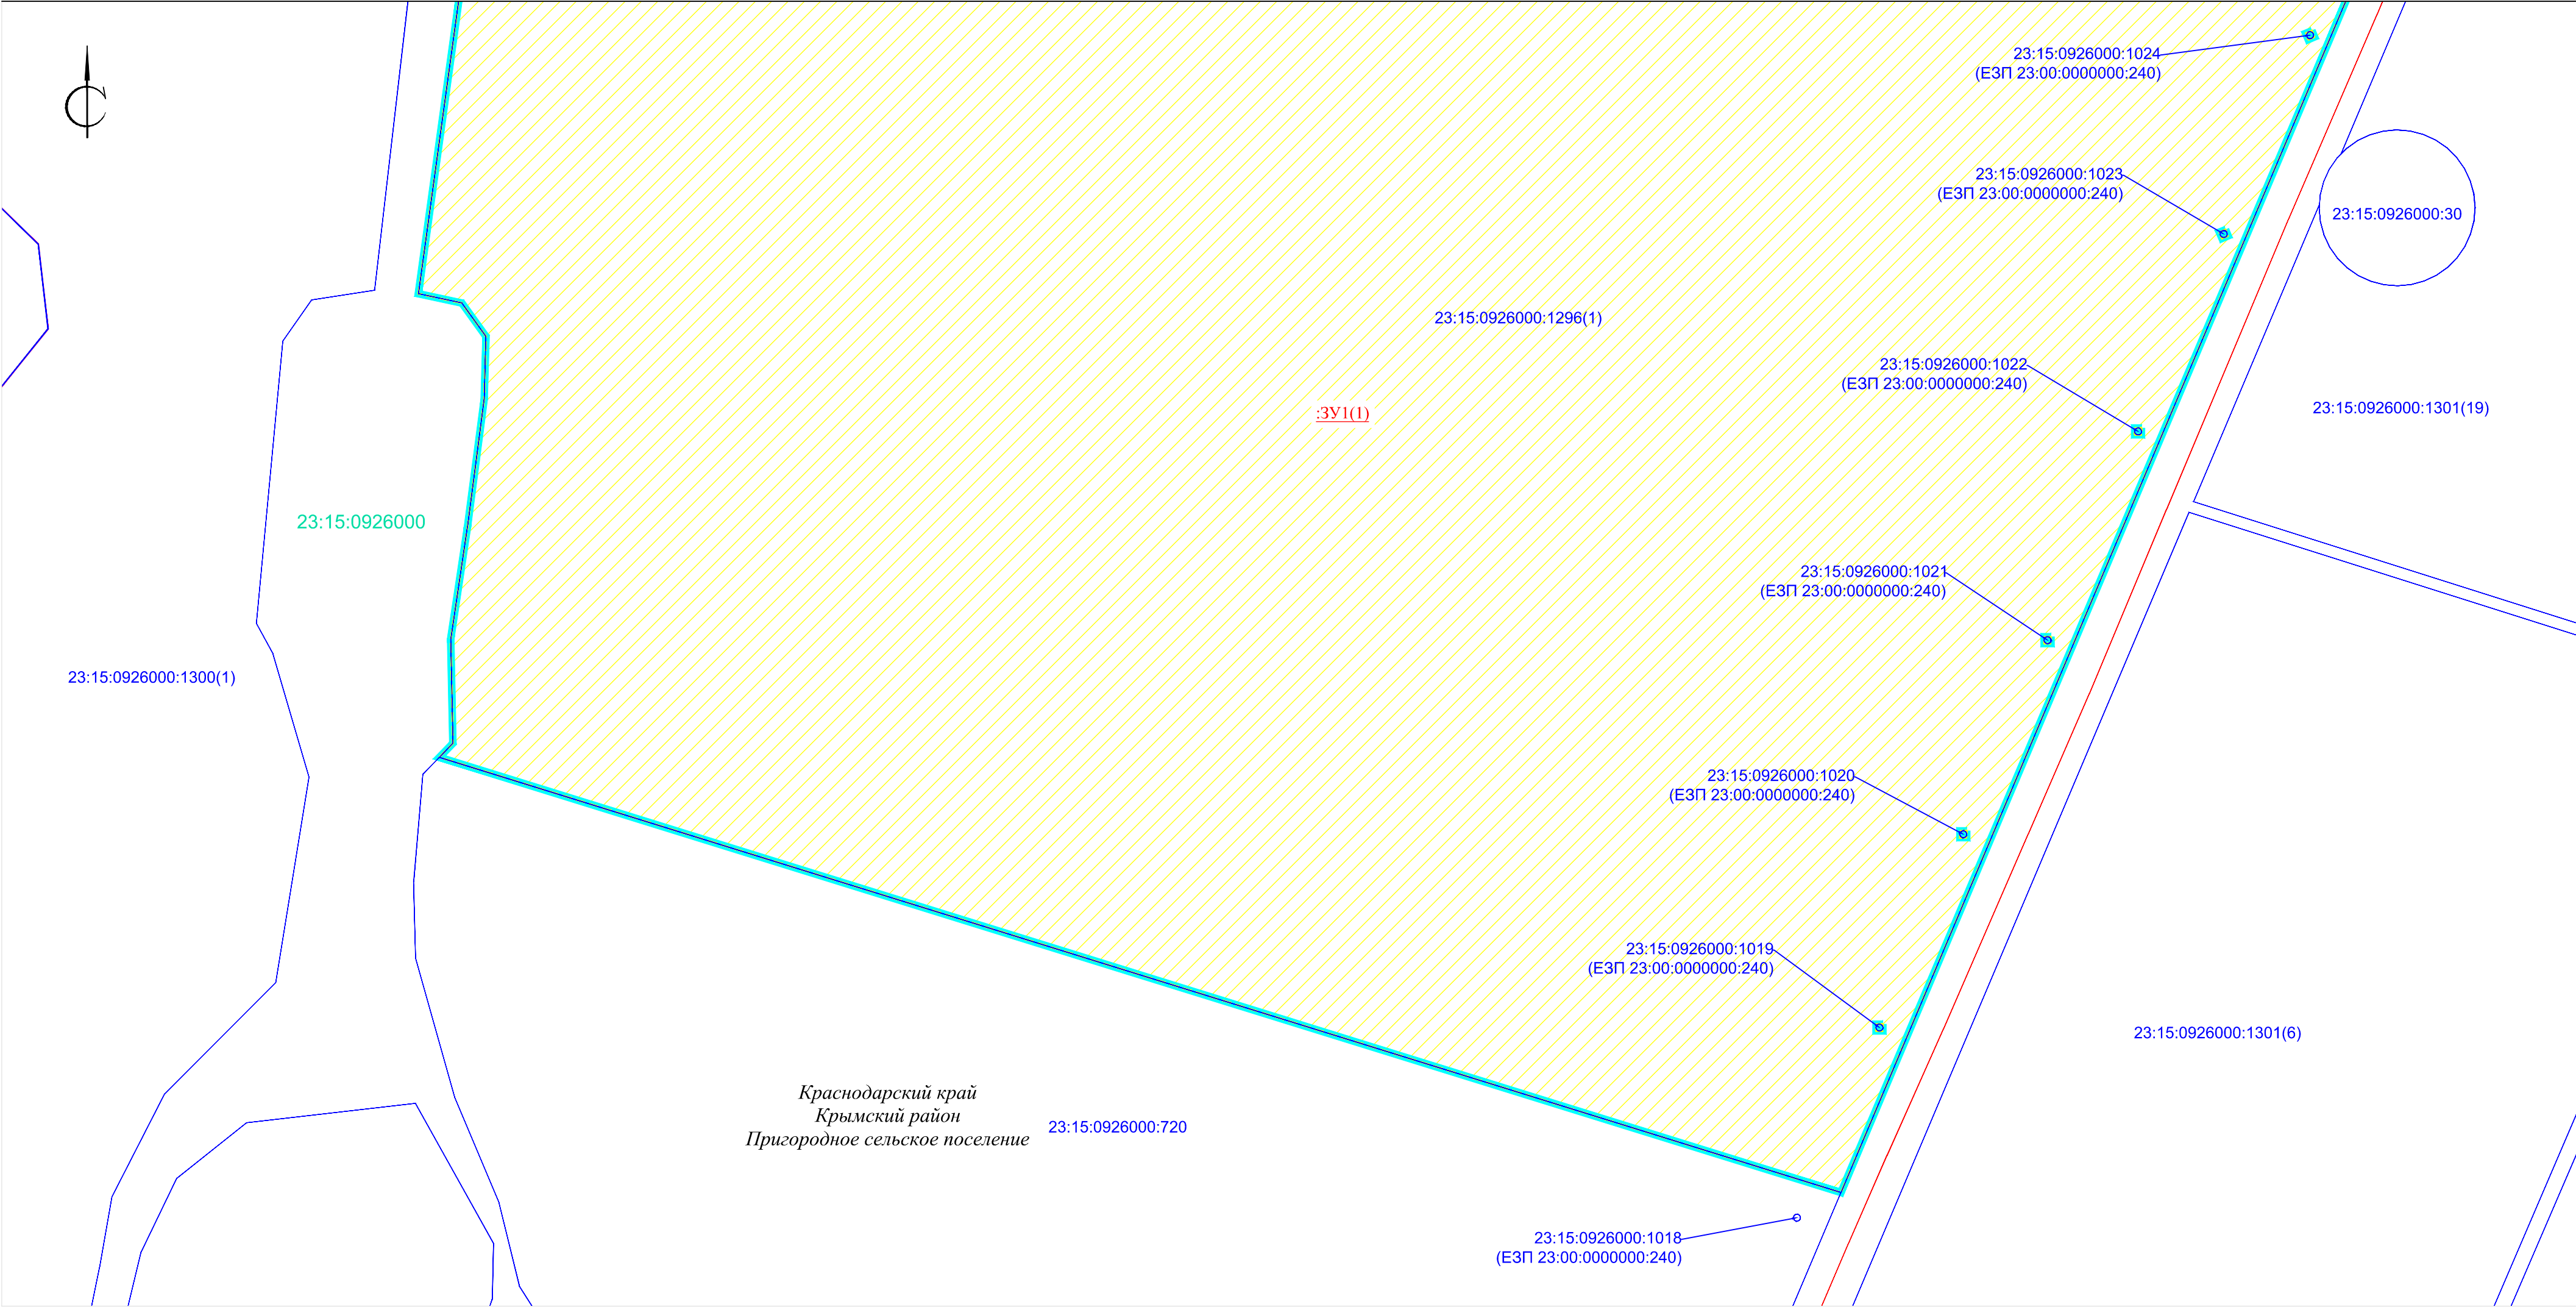 23:15:0926000:1024
(ЕЗП 23:00:0000000:240)
С
23:15:0926000:1023
(ЕЗП 23:00:0000000:240)
23:15:0926000:30
23:15:0926000:1296(1)
23:15:0926000:1022
(ЕЗП 23:00:0000000:240)
:ЗУ1(1)
23:15:0926000:1301(19)
23:15:0926000
23:15:0926000:1021
(ЕЗП 23:00:0000000:240)
23:15:0926000:1300(1)
23:15:0926000:1020
(ЕЗП 23:00:0000000:240)
23:15:0926000:1019
(ЕЗП 23:00:0000000:240)
23:15:0926000:1301(6)
Краснодарский край
Крымский район
Пригородное сельское поселение
23:15:0926000:720
23:15:0926000:1018
(ЕЗП 23:00:0000000:240)